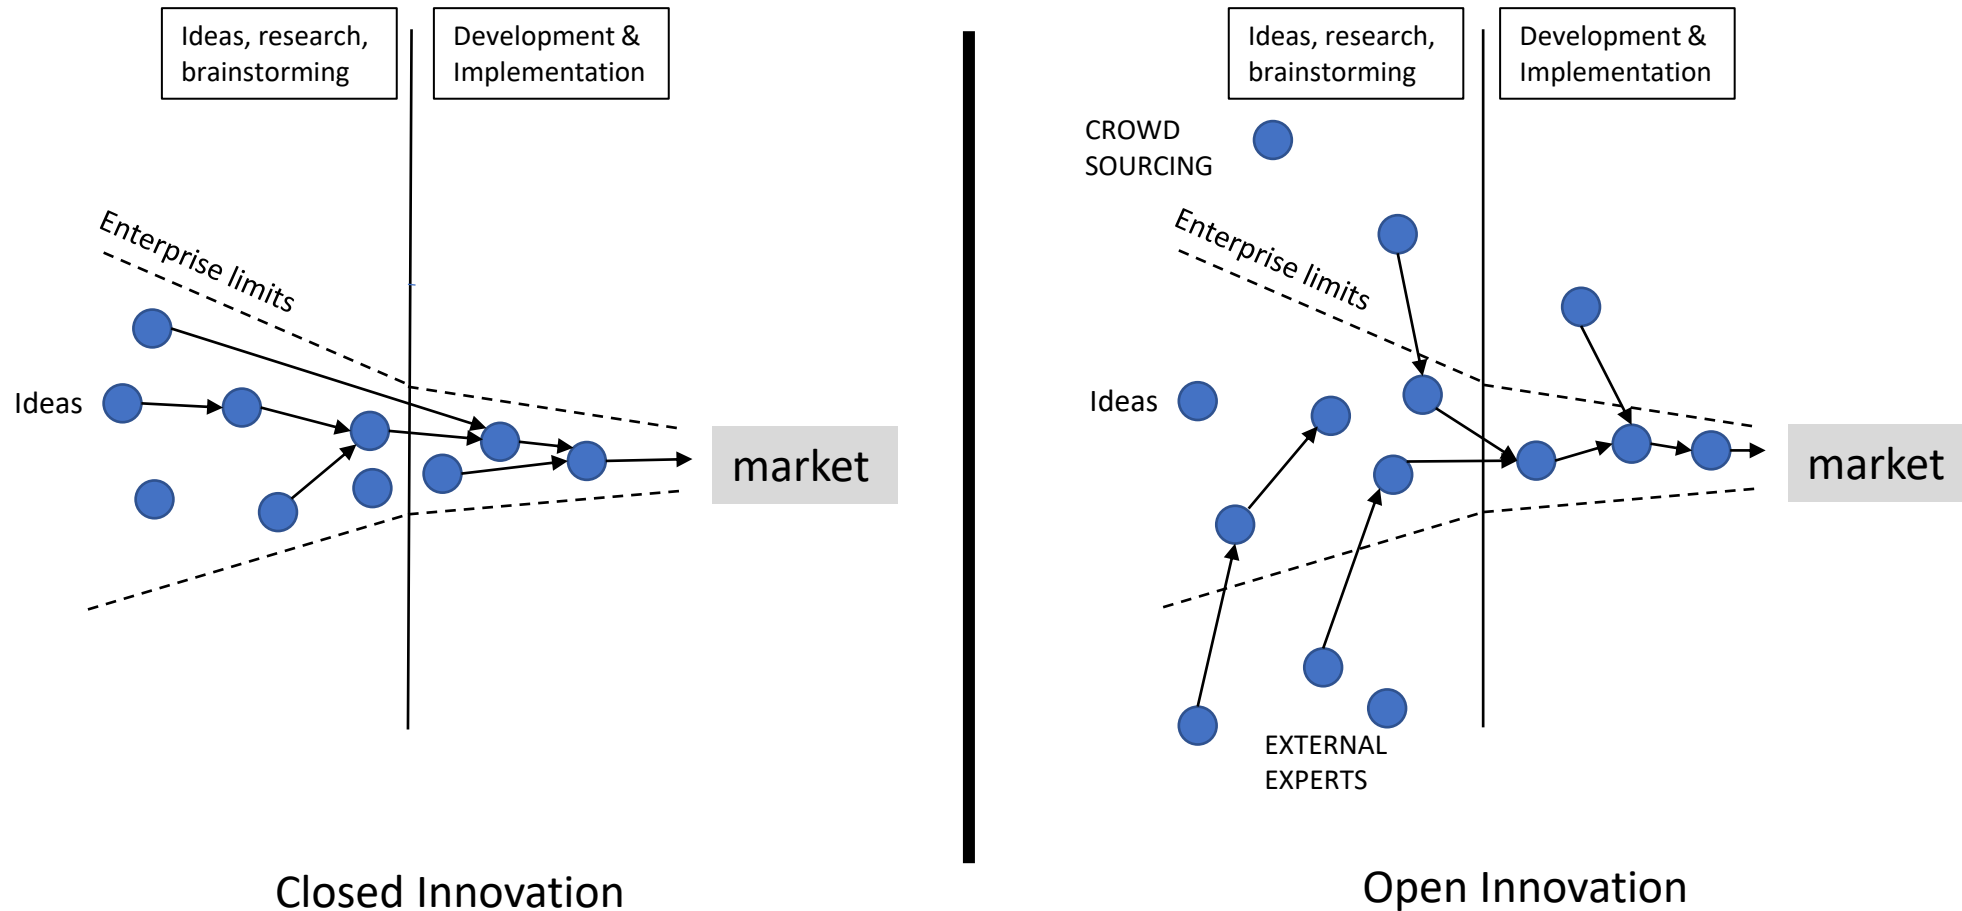 Ideas, research,
brainstorming
Development &
Implementation
Enterprise limits
Ideas
market
Closed Innovation
Ideas, research,
brainstorming
Development &
Implementation
CROWD
SOURCING
Enterprise limits
Ideas
market
EXTERNAL
EXPERTS
Open Innovation